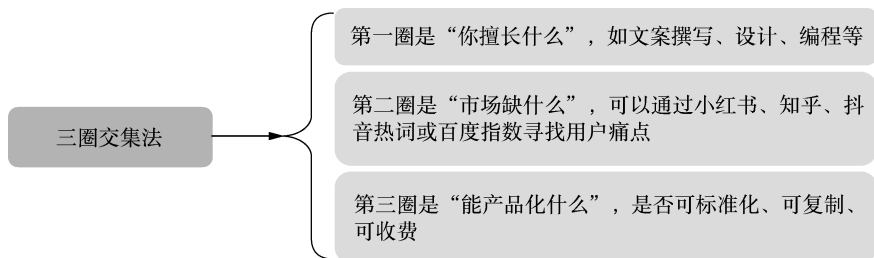 三圈交集法
第一圈是“你擅长什么”，如文案撰写、设计、编程等
第二圈是“市场缺什么”，可以通过小红书、知乎、抖
音热词或百度指数寻找用户痛点
第三圈是“能产品化什么”，是否可标准化、可复制、
可收费